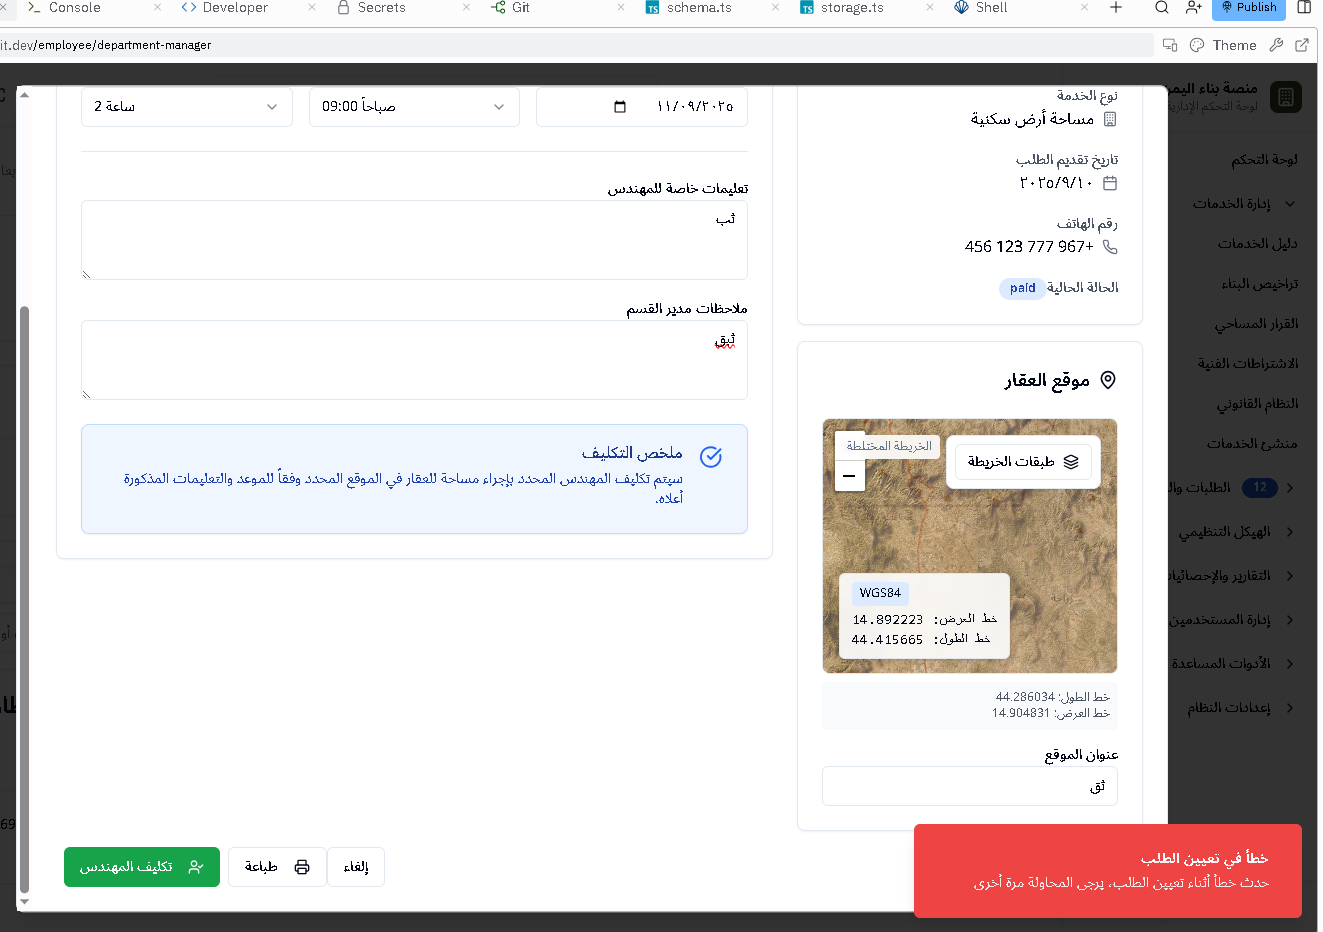 Console
Developer
Secrets
Git
schema.ts
storage.ts
Shell
Publish
it.dev/employee/department-manager
Theme
منصة بناء اليمن
لوحة التحكم الإدارية
لوحة التحكم
إدارة الخدمات
دليل الخدمات
تراخيص البناء
القرار المساحي
الاشتراطات الفنية
النظام القانوني
منشئ الخدمات
الطلبات وال
12
الهيكل التنظيمي
التقارير والإحصائيات
إدارة المستخدمين
الأدوات المساعدة
إعدادات النظام
نوع الخدمة
مساحة أرض سكنية
تاريخ تقديم الطلب
٢٠٢٥/٩/١٠
رقم الهاتف
+967 777 123 456
الحالة الحالية
paid
موقع العقار
الخريطة المختلطة
طبقات الخريطة
WGS84
خط العرض: 14.892223
خط الطول: 44.415665
خط الطول: 44.286034
خط العرض: 14.904831
عنوان الموقع
ثق
١١/٠٩/٢٠٢٥
09:00 صباحاً
2 ساعة
تعليمات خاصة للمهندس
ثب
ملاحظات مدير القسم
ثبق
ملخص التكليف
سيتم تكليف المهندس المحدد بإجراء مساحة للعقار في الموقع المحدد وفقاً للموعد والتعليمات المذكورة
أعلاه.
إلغاء
طباعة
تكليف المهندس
خطأ في تعيين الطلب
حدث خطأ أثناء تعيين الطلب، يرجى المحاولة مرة أخرى
69